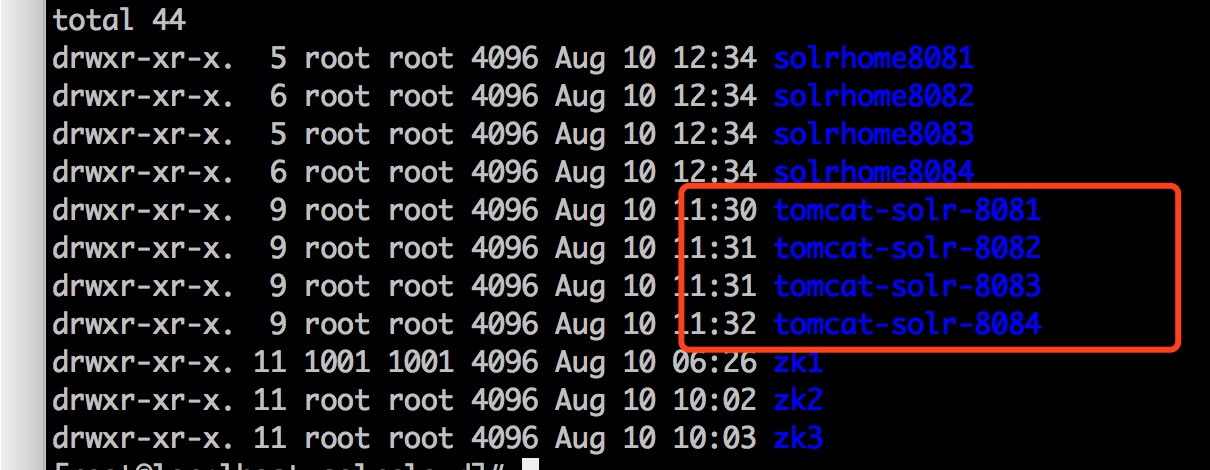 total 44
drwxr-xr-x.  5 root root 4096 Aug 10 12:34 solrhome8081
drwxr-xr-x.  6 root root 4096 Aug 10 12:34 solrhome8082
drwxr-xr-x.  5 root root 4096 Aug 10 12:34 solrhome8083
drwxr-xr-x.  6 root root 4096 Aug 10 12:34 solrhome8084
drwxr-xr-x.  9 root root 4096 Aug 10 11:30 tomcat-solr-8081
drwxr-xr-x.  9 root root 4096 Aug 10 11:31 tomcat-solr-8082
drwxr-xr-x.  9 root root 4096 Aug 10 11:31 tomcat-solr-8083
drwxr-xr-x.  9 root root 4096 Aug 10 11:32 tomcat-solr-8084
drwxr-xr-x. 11 1001 1001 4096 Aug 10 06:26 zk1
drwxr-xr-x. 11 root root 4096 Aug 10 10:02 zk2
drwxr-xr-x. 11 root root 4096 Aug 10 10:03 zk3